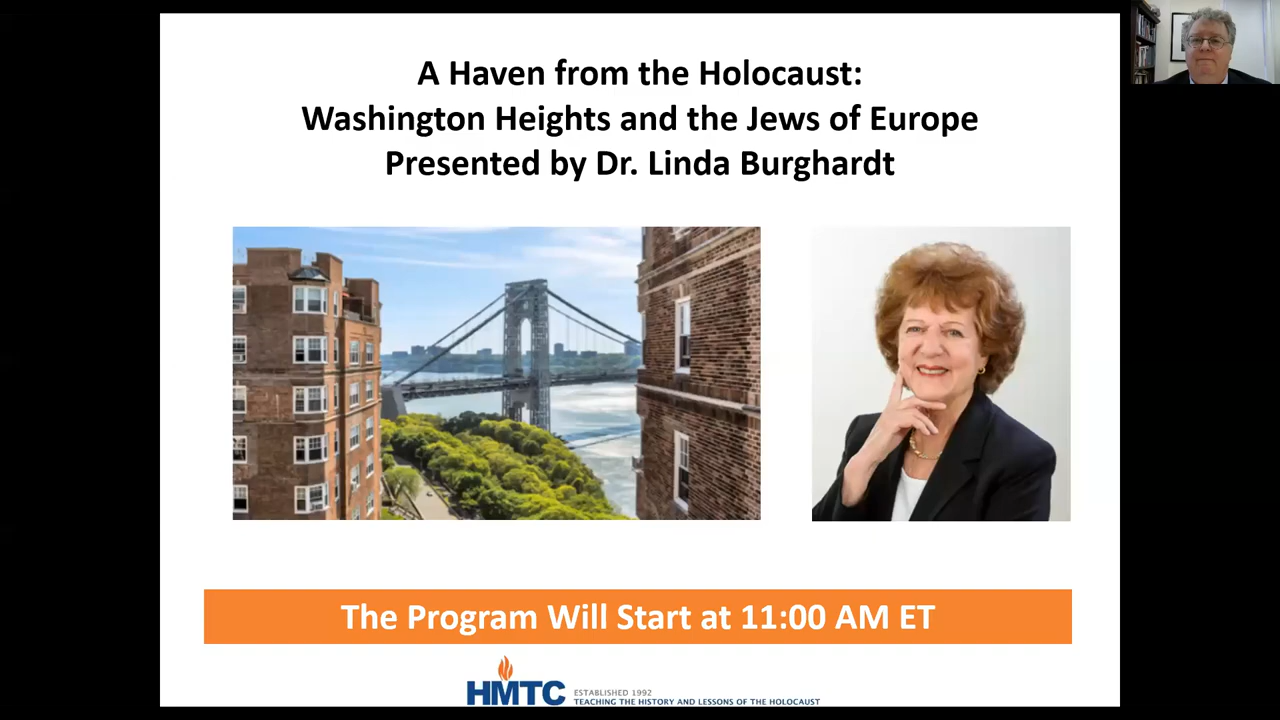 A Haven from the Holocaust:
Washington Heights and the Jews of Europe
Presented by Dr. Linda Burghardt
The Program Will Start at 11:00 AM ET
HMTC
ESTABLISHED 1992
TEACHING THE HISTORY AND LESSONS OF THE HOLOCAUST